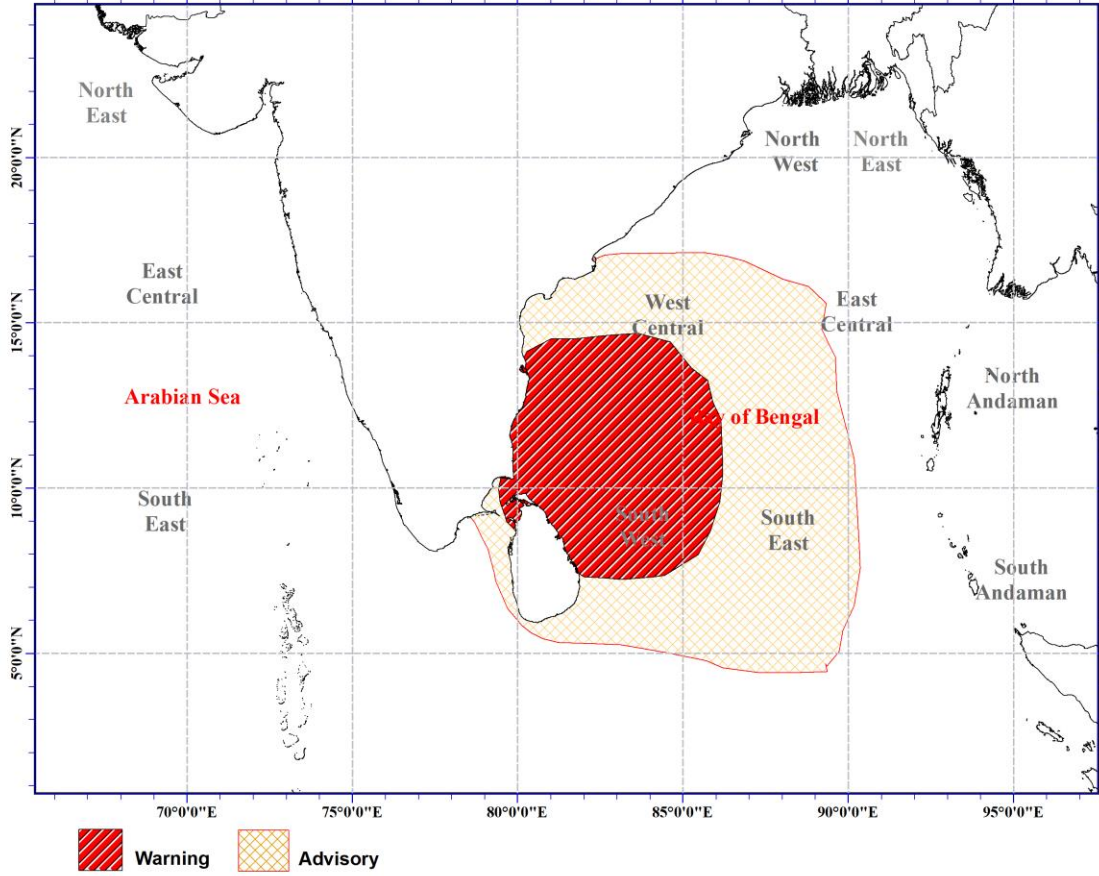 North
East
North
West
North
East
20°0'0"N
East
Central
West
Central
East
Central
15°0'0"N
Arabian Sea
of Bengal
North
Andaman
10°0'0"N
South
East
South
West
South
East
South
Andaman
5°0'0"N
70°0'0"E
75°0'0"E
80°0'0"E
85°0'0"E
90°0'0"E
95°0'0"E
Warning
Advisory